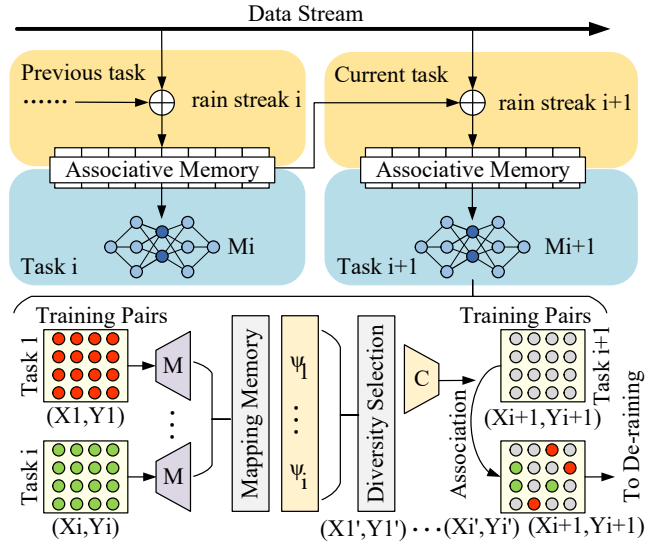 Data Stream
Previous task
......
rain streak i
Current task
rain streak i+1
Associative Memory
Associative Memory
Mi
Task i
Mi+1
Task i+1
Training Pairs
Task 1
(X1,Y1)
M
Task i
(Xi,Yi)
M
Mapping Memory
ψ1
ψi
Diversity Selection
(X1',Y1') ··· (Xi',Yi')
C
Association
Training Pairs
Task i+1
(Xi+1,Yi+1)
(Xi+1,Yi+1)
To De-raining